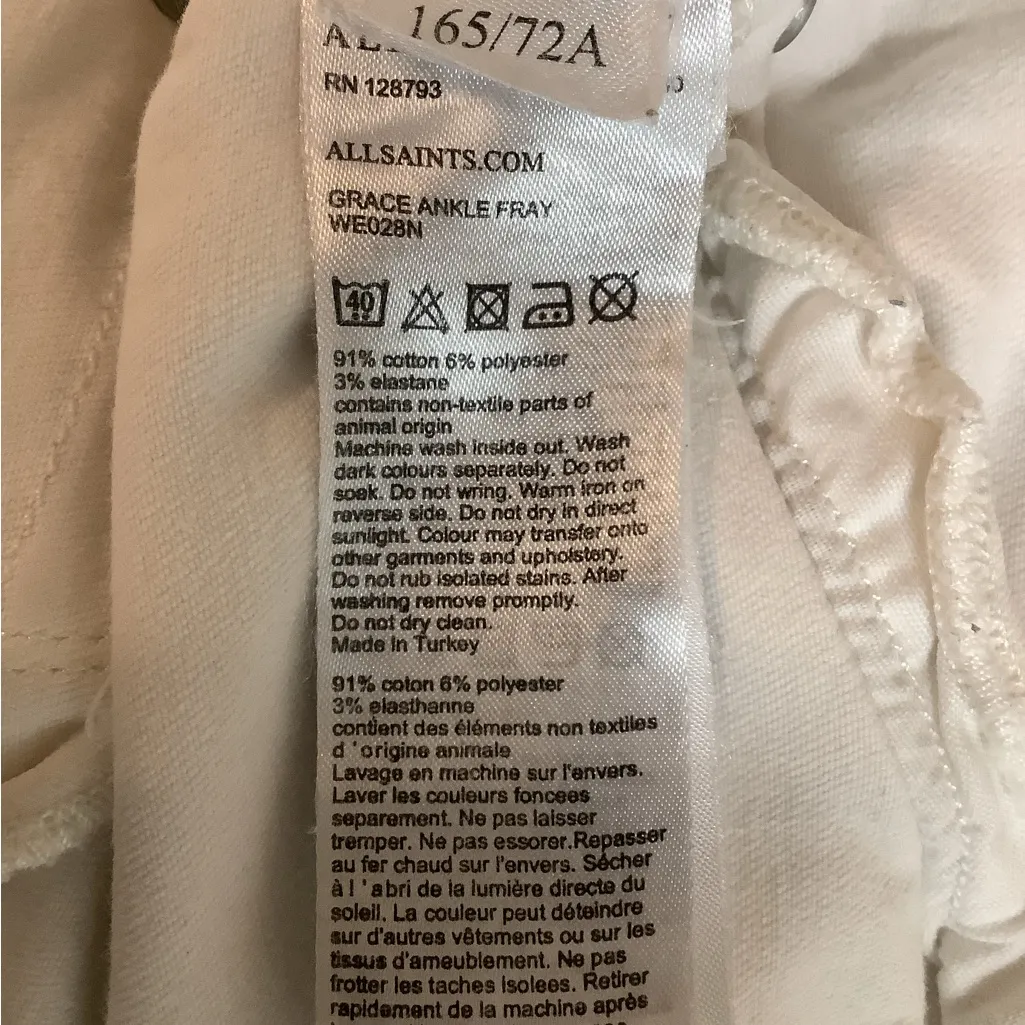 165/72A
RN 128793
ALLSAINTS.COM
GRACE ANKLE FRAY
WE028N
40
91% cotton 6% polyester
3% elastane
contains non-textile parts of
animal origin
Machine wash inside out. Wash
dark colours separately. Do not
soak. Do not wring. Warm iron on
reverse side. Do not dry in direct
sunlight. Colour may transfer onto
other garments and upholstery.
Do not rub isolated stains. After
washing remove promptly.
Do not dry clean.
Made in Turkey
91% coton 6% polyester
3% elasthanne
contient des éléments non textiles
d 'origine animale
Lavage en machine sur l'envers.
Laver les couleurs foncees
separement. Ne pas laisser
tremper. Ne pas essorer.Repasser
au fer chaud sur l'envers. Sécher
à l 'abri de la lumière directe du
soleil. La couleur peut déteindre
sur d'autres vêtements ou sur les
tissus d'ameublement. Ne pas
frotter les taches isolees. Retirer
rapidement de la machine après